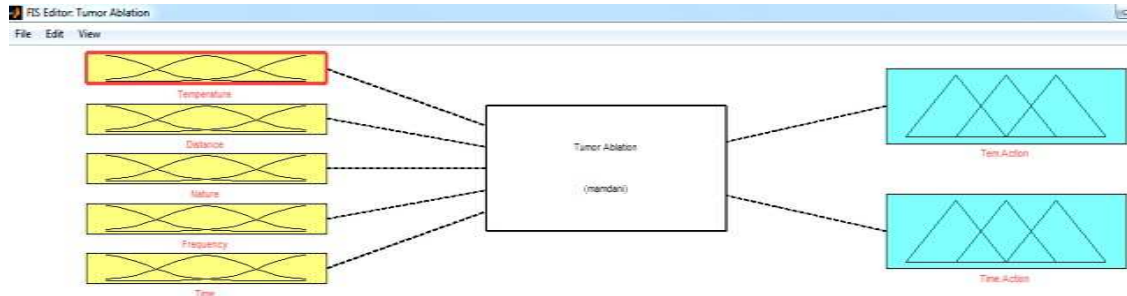 FIS Editor: Tumor Ablation
File Edit View
Temperature
Distance
Nature
Frequency
Time
Tumor Ablation
(mamdani)
Tem.Action
Time.Action